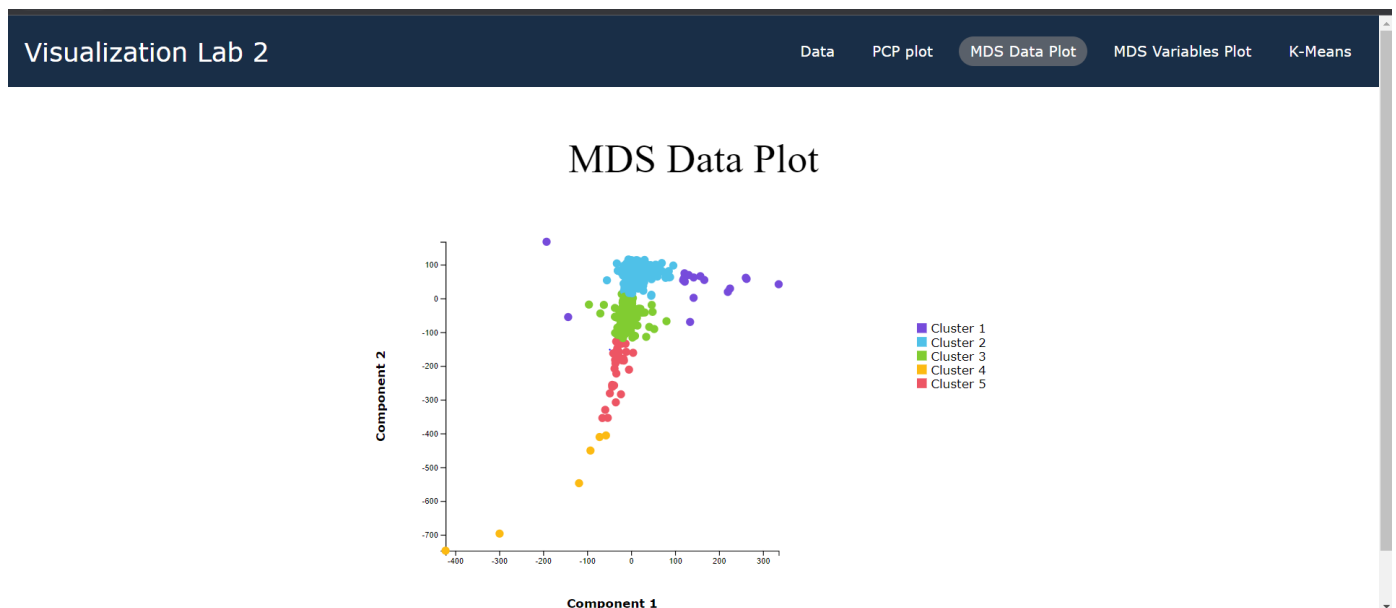 Visualization Lab 2
Data PCP plot MDS Data Plot MDS Variables Plot K-Means
MDS Data Plot
Component 2
100
0
-100
-200
-300
-400
-500
-600
-700
-400 -300 -200 -100 0 100 200 300
Component 1
Cluster 1
Cluster 2
Cluster 3
Cluster 4
Cluster 5